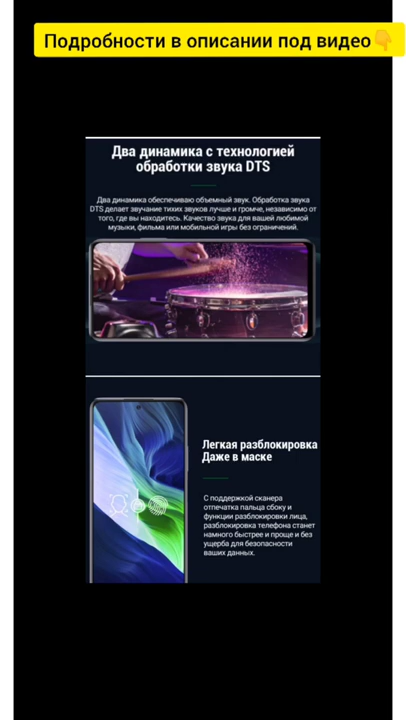 Подробности в описании под видео👇
Два динамика с технологией
обработки звука DTS
Два динамика обеспечиваю объемный звук. Обработка звука
DTS делает звучание тихих звуков лучше и громче, независимо от
того, где вы находитесь. Качество звука для вашей любимой
музыки, фильма или мобильной игры без ограничений.
Легкая разблокировка
Даже в маске
С поддержкой сканера
отпечатка пальца сбоку и
функции разблокировки лица,
разблокировка телефона станет
намного быстрее и проще и без
ущерба для безопасности
ваших данных.